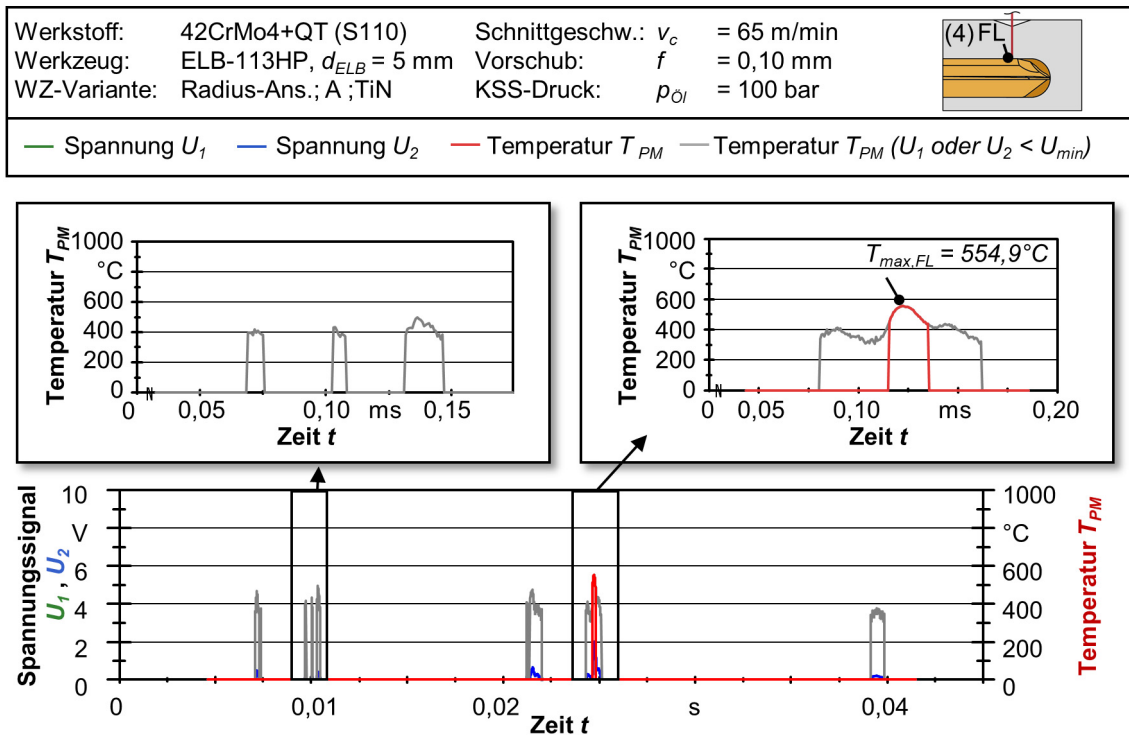 Werkstoff: 42CrMo4+QT (S110) Schnittgeschw.: v_c = 65 m/min
Werkzeug: ELB-113HP, d_ELB = 5 mm Vorschub: f = 0,10 mm
WZ-Variante: Radius-Ans.; A ;TiN KSS-Druck: p_Öl = 100 bar
(4) FL
Spannung U_1 Spannung U_2 Temperatur T_PM Temperatur T_PM (U_1 oder U_2 < U_min)
Temperatur T_PM
1000
°C
600
400
200
0
0 0,05 0,10 ms 0,15
Zeit t
Temperatur T_PM
1000
°C
600
400
200
0
T_max,FL = 554,9°C
0 0,05 0,10 ms 0,20
Zeit t
Spannungssignal
U_1 , U_2
10
V
6
4
2
0
1000
°C
600
400
200
0
Temperatur T_PM
0 0,01 0,02 s 0,04
Zeit t